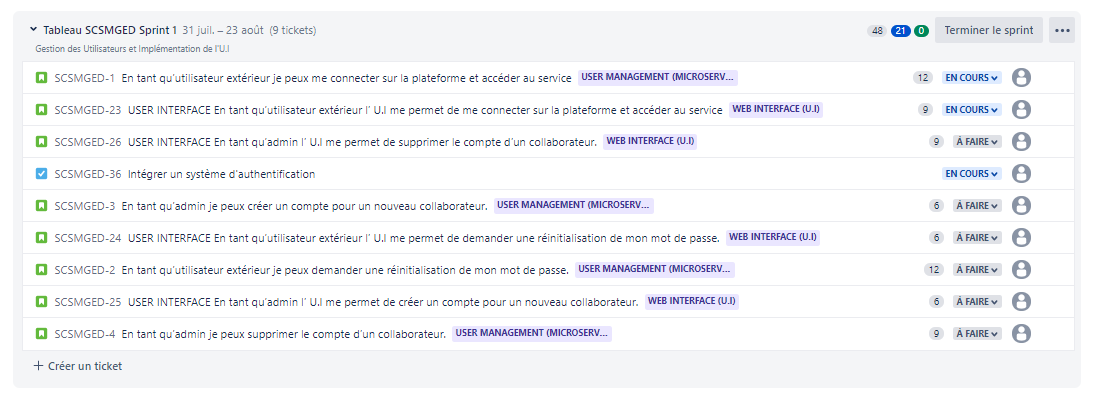 Tableau SCSMGED Sprint 1 31 juil. – 23 août (9 tickets) 48 21 0 Terminer le sprint •••
Gestion des Utilisateurs et Implémentation de l'U.I
SCSMGED-1 En tant qu'utilisateur extérieur je peux me connecter sur la plateforme et accéder au service USER MANAGEMENT (MICROSERV... 12 EN COURS
SCSMGED-23 USER INTERFACE En tant qu'utilisateur extérieur l' U.I me permet de me connecter sur la plateforme et accéder au service WEB INTERFACE (U.I) 9 EN COURS
SCSMGED-26 USER INTERFACE En tant qu'admin l' U.I me permet de supprimer le compte d'un collaborateur. WEB INTERFACE (U.I) 9 À FAIRE
SCSMGED-36 Intégrer un système d'authentification EN COURS
SCSMGED-3 En tant qu'admin je peux créer un compte pour un nouveau collaborateur. USER MANAGEMENT (MICROSERV... 6 À FAIRE
SCSMGED-24 USER INTERFACE En tant qu'utilisateur extérieur l' U.I me permet de demander une réinitialisation de mon mot de passe. WEB INTERFACE (U.I) 6 À FAIRE
SCSMGED-2 En tant qu'utilisateur extérieur je peux demander une réinitialisation de mon mot de passe. USER MANAGEMENT (MICROSERV... 12 À FAIRE
SCSMGED-25 USER INTERFACE En tant qu'admin l' U.I me permet de créer un compte pour un nouveau collaborateur. WEB INTERFACE (U.I) 6 À FAIRE
SCSMGED-4 En tant qu'admin je peux supprimer le compte d'un collaborateur. USER MANAGEMENT (MICROSERV... 9 À FAIRE
+ Créer un ticket